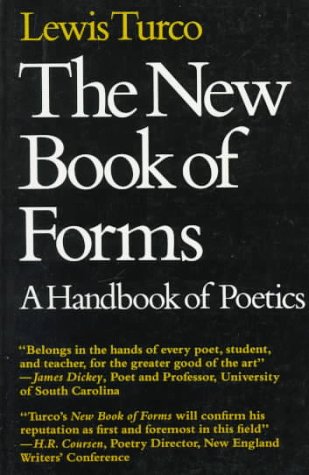 Lewis Turco
The New
Book of
Forms
A Handbook of Poetics
“Belongs in the hands of every poet, student,
and teacher, for the greater good of the art”
—James Dickey, Poet and Professor, University
of South Carolina
“Turco's New Book of Forms will confirm his
reputation as first and foremost in this field”
—H.R. Coursen, Poetry Director, New England
Writers' Conference